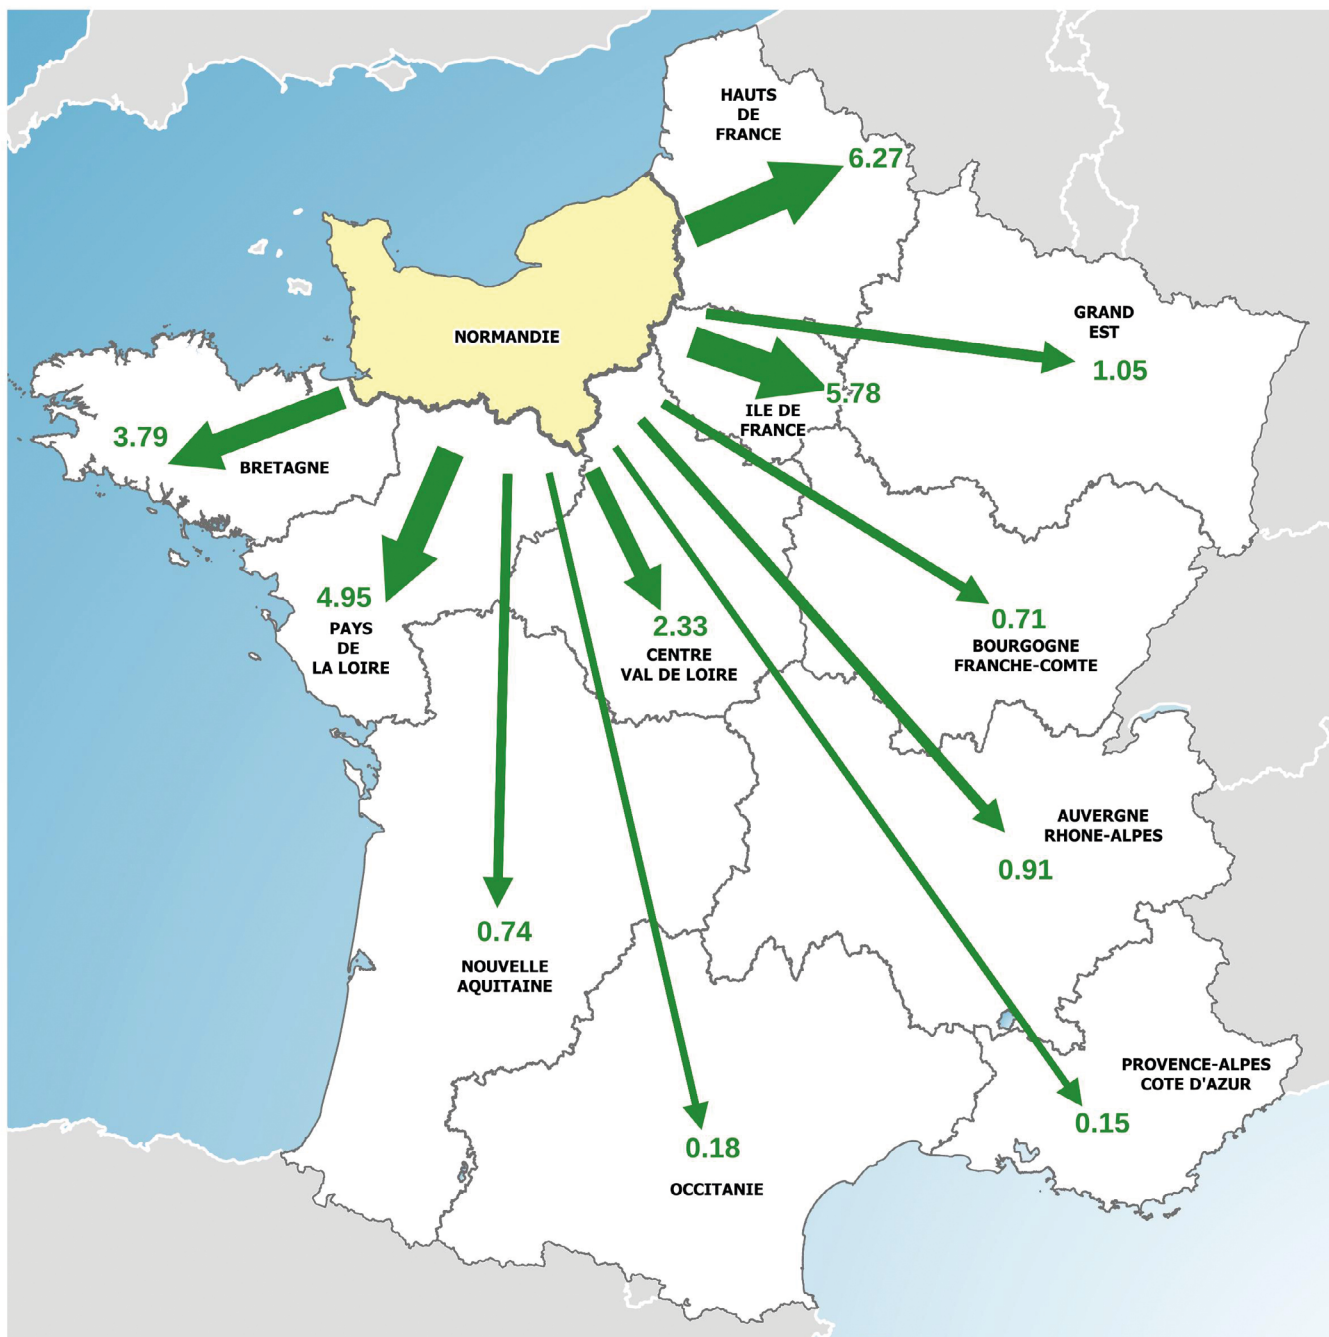 HAUTS
DE
FRANCE
6.27
GRAND
EST
1.05
NORMANDIE
5.78
ILE DE
FRANCE
3.79
BRETAGNE
4.95
PAYS
DE
LA LOIRE
2.33
CENTRE
VAL DE LOIRE
0.71
BOURGOGNE
FRANCHE-COMTE
AUVERGNE
RHONE-ALPES
0.91
0.74
NOUVELLE
AQUITAINE
PROVENCE-ALPES
COTE D'AZUR
0.15
0.18
OCCITANIE